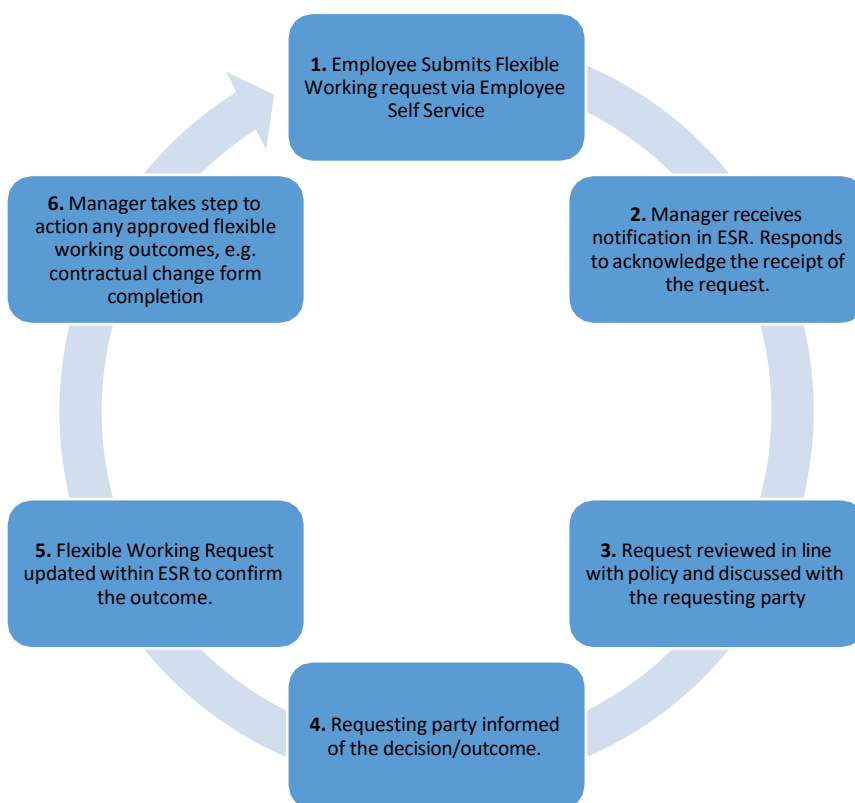 1. Employee Submits Flexible
Working request via Employee
Self Service
2. Manager receives
notification in ESR. Responds
to acknowledge the receipt of
the request.
3. Request reviewed in line
with policy and discussed with
the requesting party
4. Requesting party informed
of the decision/outcome.
5. Flexible Working Request
updated within ESR to confirm
the outcome.
6. Manager takes step to
action any approved flexible
working outcomes, e.g.
contractual change form
completion